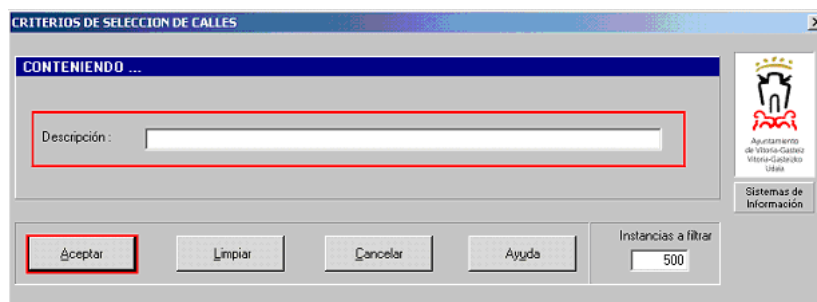 CRITERIOS DE SELECCION DE CALLES
CONTENIENDO ...
Descripción :
Ayuntamiento
de Vitoria-Gasteiz
Vitoria-Gasteizko
Udala
Sistemas de
Información
Aceptar
Limpiar
Cancelar
Ayuda
Instancias a filtrar
500